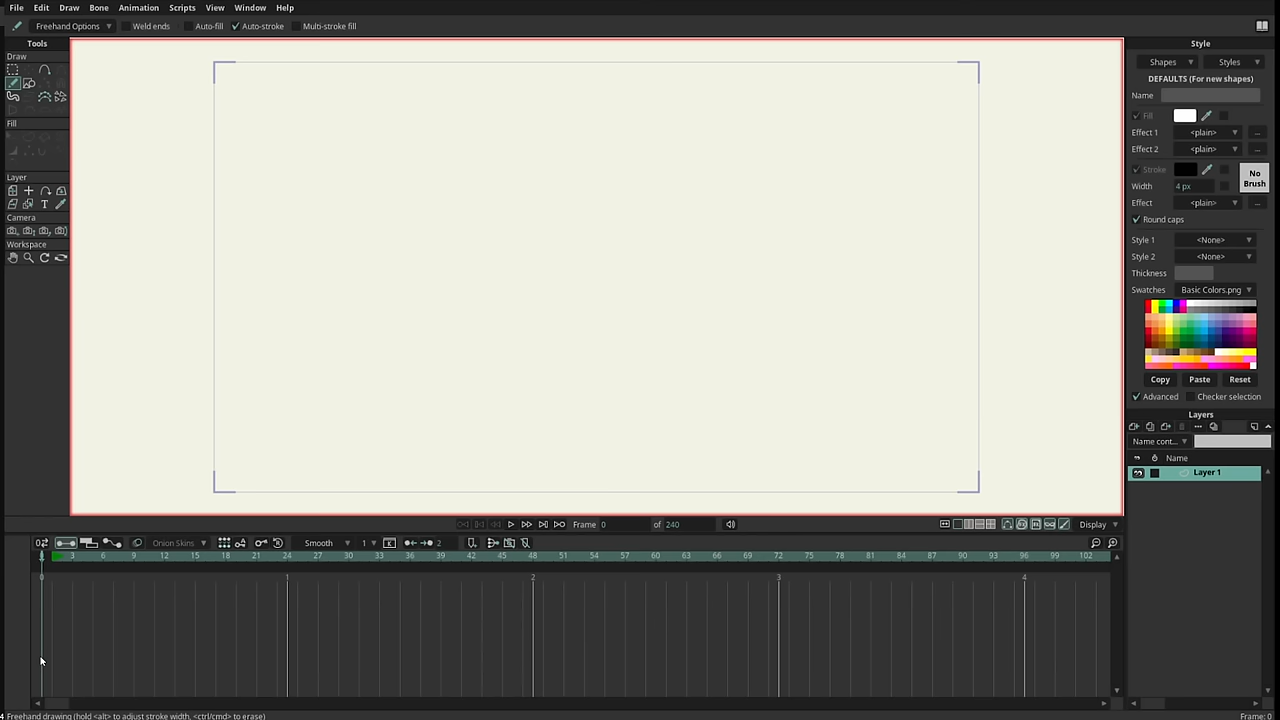 File Edit Draw Bone Animation Scripts View Window Help
Freehand Options Weld ends Auto-fill Auto-stroke Multi-stroke fill
Tools
Draw
Fill
Layer
T
Camera
Workspace
Style
Shapes Styles
DEFAULTS (For new shapes)
Name
Fill
Effect 1 <plain> ...
Effect 2 <plain> ...
Stroke
No Brush
Width 4 px
Effect <plain> ...
Round caps
Style 1 <None>
Style 2 <None>
Thickness
Swatches Basic Colors.png
Copy Paste Reset
Advanced Checker selection
Layers
Name cont...
Name
Layer 1
Frame 0 of 240 Display
Onion Skins Smooth 1 2
3 6 9 12 15 18 21 24 27 30 33 36 39 42 45 48 51 54 57 60 63 66 69 72 75 78 81 84 87 90 93 96 99 102
0 1 2 3 4
Freehand drawing (hold <alt> to adjust stroke width, <ctrl/cmd> to erase) Frame: 0